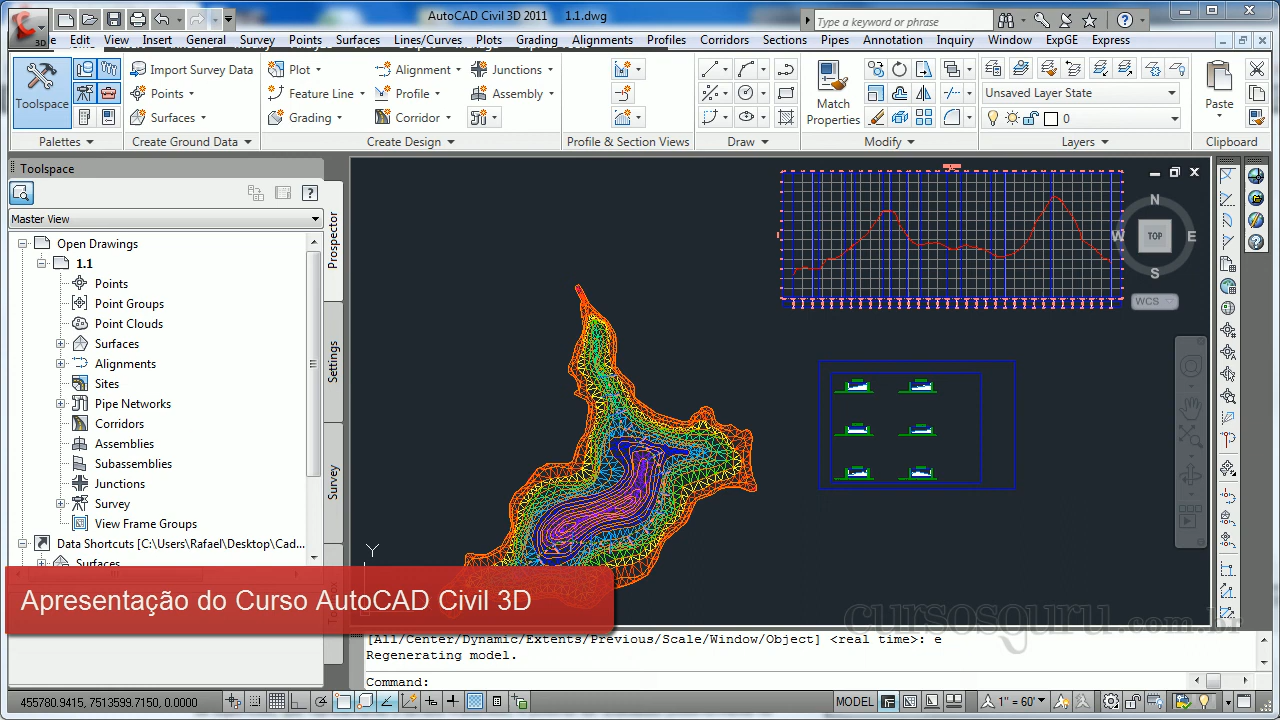 AutoCAD Civil 3D 2011 1.1.dwg
Type a keyword or phrase
3D
Edit View Insert General Survey Points Surfaces Lines/Curves Plots Grading Alignments Profiles Corridors Sections Pipes Annotation Inquiry Window ExpGE Express
Toolspace
Import Survey Data
Points
Surfaces
Plot
Feature Line
Grading
Alignment
Profile
Corridor
Junctions
Assembly
Match
Properties
Unsaved Layer State
0
Paste
Palettes
Create Ground Data
Create Design
Profile & Section Views
Draw
Modify
Layers
Clipboard
Toolspace
Master View
Open Drawings
1.1
Points
Point Groups
Point Clouds
Surfaces
Alignments
Sites
Pipe Networks
Corridors
Assemblies
Subassemblies
Junctions
Survey
View Frame Groups
Data Shortcuts [C:\Users\Rafael\Desktop\Cad...
Surfaces
Prospector
Settings
Survey
N
W
TOP
E
S
WCS
Y
Apresentação do Curso AutoCAD Civil 3D
cursosguru.com.br
[All/Center/Dynamic/Extents/Previous/Scale/Window/Object] <real time>: e
Regenerating model.
Command:
455780.9415, 7513599.7150, 0.0000
MODEL
1" = 60'